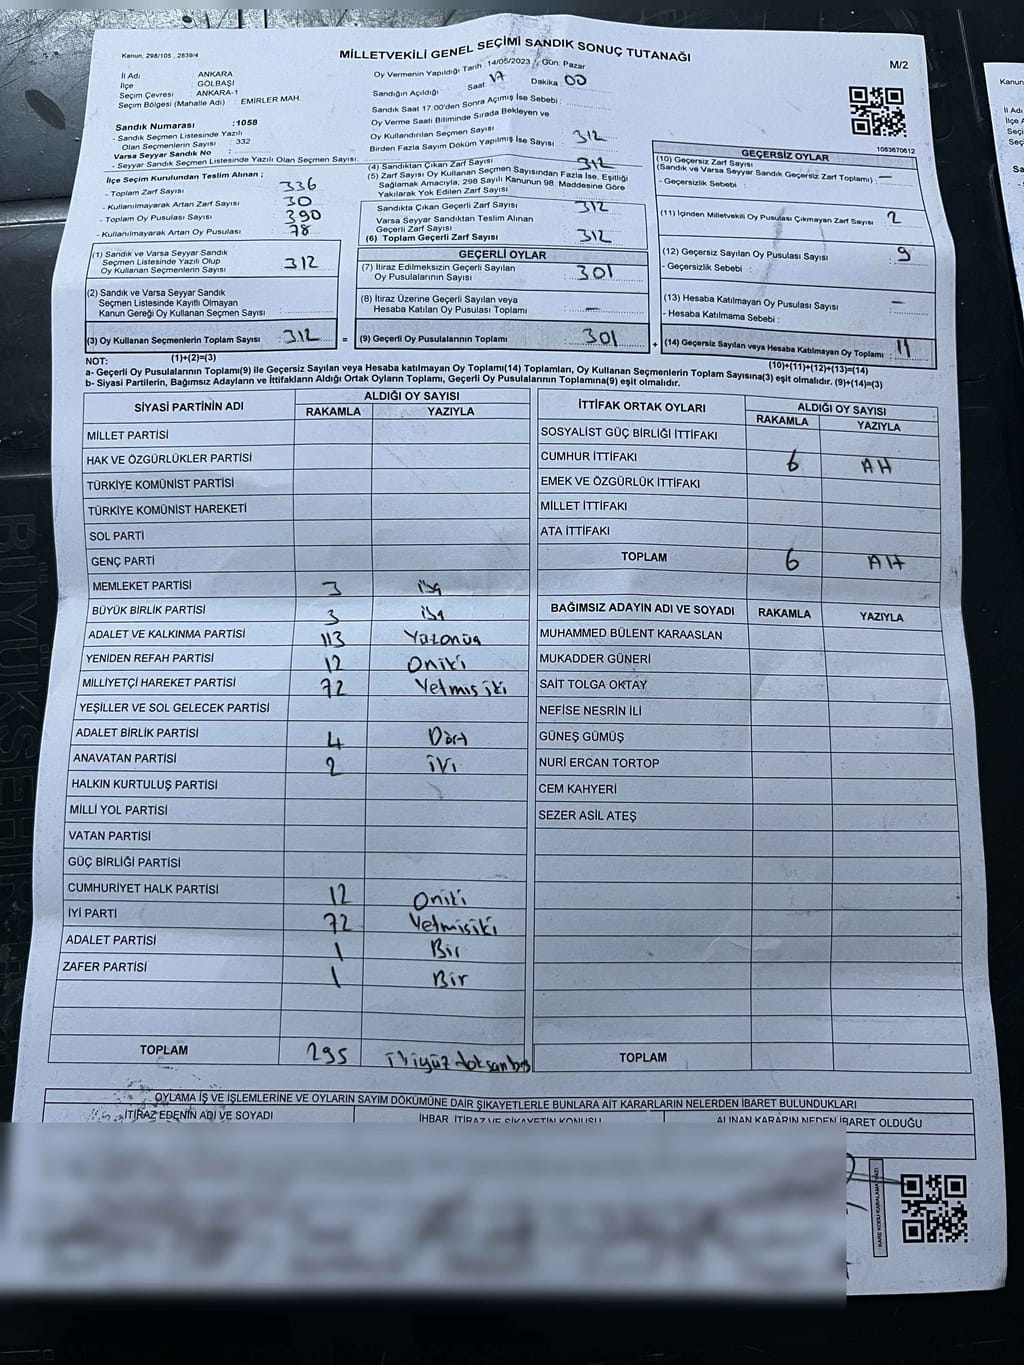 Kanun: 298/105 , 2839/4
MİLLETVEKİLİ GENEL SEÇİMİ SANDIK SONUÇ TUTANAĞI
M/2
İl Adı : ANKARA
İlçe : GÖLBAŞI
Seçim Çevresi : ANKARA-1
Seçim Bölgesi (Mahalle Adı) : EMİRLER MAH.
Oy Vermenin Yapıldığı Tarih : 14/05/2023 Gün: Pazar
Sandığın Açıldığı Saat: 17 Dakika 00
Sandık Saat 17:00'den Sonra Açımış İse Sebebi:
Oy Verme Saati Bitiminde Sırada Bekleyen ve
Oy Kullandırılan Seçmen Sayısı
Birden Fazla Sayım Döküm Yapılmış İse Sayısı : 312
Sandık Numarası :1058
- Sandık Seçmen Listesinde Yazılı
Olan Seçmenlerin Sayısı : 332
Varsa Seyyar Sandık No :
- Seyyar Sandık Seçmen Listesinde Yazılı Olan Seçmen Sayısı:
1083670612
İlçe Seçim Kurulundan Teslim Alınan ;
- Toplam Zarf Sayısı : 336
- Kullanılmayarak Artan Zarf Sayısı : 30
- Toplam Oy Pusulası Sayısı : 390
- Kullanılmayarak Artan Oy Pusulası : 78
(1) Sandık ve Varsa Seyyar Sandık
Seçmen Listesinde Yazılı Olup
Oy Kullanan Seçmenlerin Sayısı : 312
(2) Sandık ve Varsa Seyyar Sandık
Seçmen Listesinde Kayıtlı Olmayan
Kanun Gereği Oy Kullanan Seçmen Sayısı :
(3) Oy Kullanan Seçmenlerin Toplam Sayısı : 312 =
(4) Sandıktan Çıkan Zarf Sayısı : 312
(5) Zarf Sayısı Oy Kullanan Seçmen Sayısından Fazla İse, Eşitliği
Sağlamak Amacıyla; 298 Sayılı Kanunun 98. Maddesine Göre
Yakılarak Yok Edilen Zarf Sayısı
Sandıkta Çıkan Geçerli Zarf Sayısı : 312
Varsa Seyyar Sandıktan Teslim Alınan
Geçerli Zarf Sayısı
(6) Toplam Geçerli Zarf Sayısı : 312
GEÇERLİ OYLAR
(7) İtiraz Edilmeksizin Geçerli Sayılan
Oy Pusulalarının Sayısı : 301
(8) İtiraz Üzerine Geçerli Sayılan veya
Hesaba Katılan Oy Pusulası Toplamı : —
(9) Geçerli Oy Pusulalarının Toplamı : 301 +
GEÇERSİZ OYLAR
(10) Geçersiz Zarf Sayısı
(Sandık ve Varsa Seyyar Sandık Geçersiz Zarf Toplamı) : —
- Geçersizlik Sebebi :
(11) İçinden Milletvekili Oy Pusulası Çıkmayan Zarf Sayısı : 2
(12) Geçersiz Sayılan Oy Pusulası Sayısı : 9
- Geçersizlik Sebebi :
(13) Hesaba Katılmayan Oy Pusulası Sayısı : —
- Hesaba Katılmama Sebebi :
(14) Geçersiz Sayılan veya Hesaba Katılmayan Oy Toplamı : 11
NOT: (1)+(2)=(3)
(10)+(11)+(12)+(13)=(14)
a- Geçerli Oy Pusulalarının Toplamı(9) ile Geçersiz Sayılan veya Hesaba katılmayan Oy Toplamı(14) Toplamları, Oy Kullanan Seçmenlerin Toplam Sayısına(3) eşit olmalıdır. (9)+(14)=(3)
b- Siyasi Partilerin, Bağımsız Adayların ve İttifakların Aldığı Ortak Oyların Toplamı, Geçerli Oy Pusulalarının Toplamına(9) eşit olmalıdır.
SİYASİ PARTİNİN ADI ALDIĞI OY SAYISI
RAKAMLA YAZIYLA
MİLLET PARTİSİ
HAK VE ÖZGÜRLÜKLER PARTİSİ
TÜRKİYE KOMÜNİST PARTİSİ
TÜRKİYE KOMÜNİST HAREKETİ
SOL PARTİ
GENÇ PARTİ
MEMLEKET PARTİSİ 3
BÜYÜK BİRLİK PARTİSİ 3
ADALET VE KALKINMA PARTİSİ 113 Yüzonüç
YENİDEN REFAH PARTİSİ 12 Oniki
MİLLİYETÇİ HAREKET PARTİSİ 72 Yetmiş iki
YEŞİLLER VE SOL GELECEK PARTİSİ
ADALET BİRLİK PARTİSİ 4 Dört
ANAVATAN PARTİSİ 2 iki
HALKIN KURTULUŞ PARTİSİ
MİLLİ YOL PARTİSİ
VATAN PARTİSİ
GÜÇ BİRLİĞİ PARTİSİ
CUMHURİYET HALK PARTİSİ 12 Oniki
İYİ PARTİ 72 Yetmişiki
ADALET PARTİSİ 1 Bir
ZAFER PARTİSİ 1 Bir
TOPLAM 295 ikiyüzdoksanbeş
İTTİFAK ORTAK OYLARI ALDIĞI OY SAYISI
RAKAMLA YAZIYLA
SOSYALİST GÜÇ BİRLİĞİ İTTİFAKI
CUMHUR İTTİFAKI 6 Altı
EMEK VE ÖZGÜRLÜK İTTİFAKI
MİLLET İTTİFAKI
ATA İTTİFAKI
TOPLAM 6 Altı
BAĞIMSIZ ADAYIN ADI VE SOYADI RAKAMLA YAZIYLA
MUHAMMED BÜLENT KARAASLAN
MUKADDER GÜNERİ
SAİT TOLGA OKTAY
NEFİSE NESRİN İLİ
GÜNEŞ GÜMÜŞ
NURİ ERCAN TORTOP
CEM KAHYERİ
SEZER ASİL ATEŞ
TOPLAM
OYLAMA İŞ VE İŞLEMLERİNE VE OYLARIN SAYIM DÖKÜMÜNE DAİR ŞİKAYETLERLE BUNLARA AİT KARARLARIN NELERDEN İBARET BULUNDUKLARI
İTİRAZ EDENİN ADI VE SOYADI
İHBAR, İTİRAZ VE ŞİKAYETİN KONUSU
ALINAN KARARIN NEDEN İBARET OLDUĞU